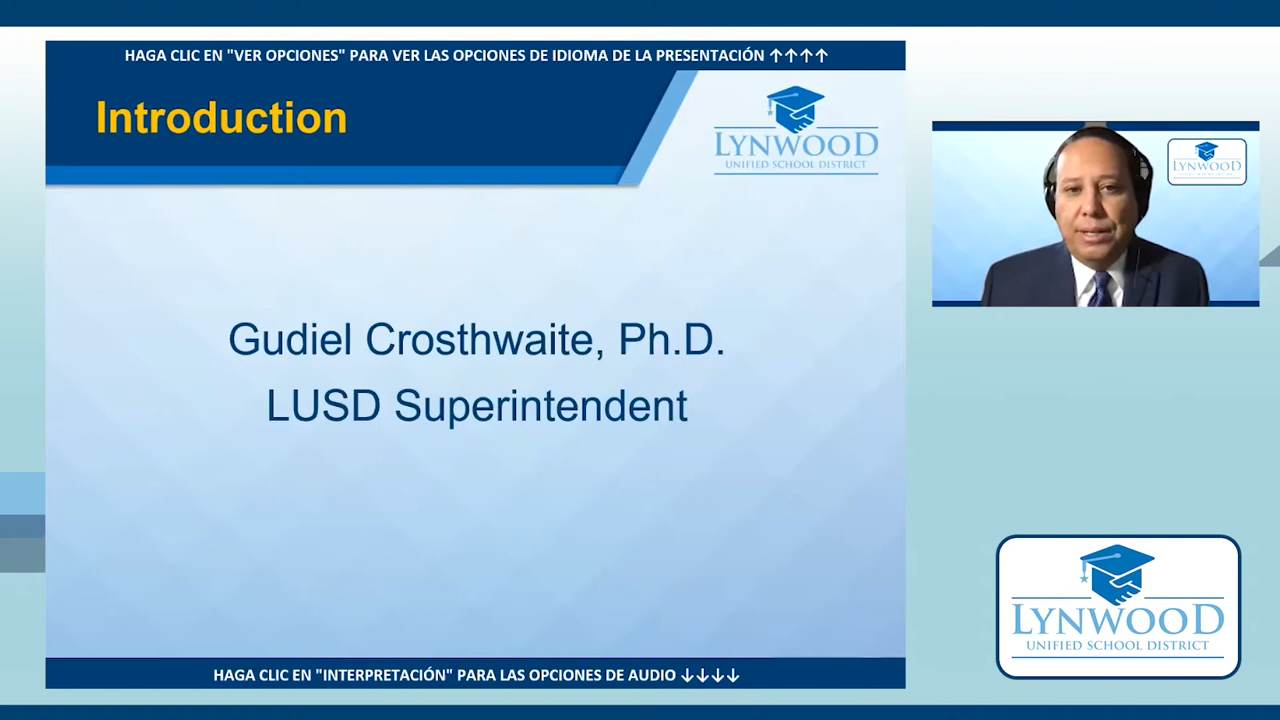 HAGA CLIC EN "VER OPCIONES" PARA VER LAS OPCIONES DE IDIOMA DE LA PRESENTACIÓN ↑↑↑↑
Introduction
LYNWOOD
UNIFIED SCHOOL DISTRICT
LYNWOOD
Gudiel Crosthwaite, Ph.D.
LUSD Superintendent
LYNWOOD
UNIFIED SCHOOL DISTRICT
HAGA CLIC EN "INTERPRETACIÓN" PARA LAS OPCIONES DE AUDIO ↓↓↓↓